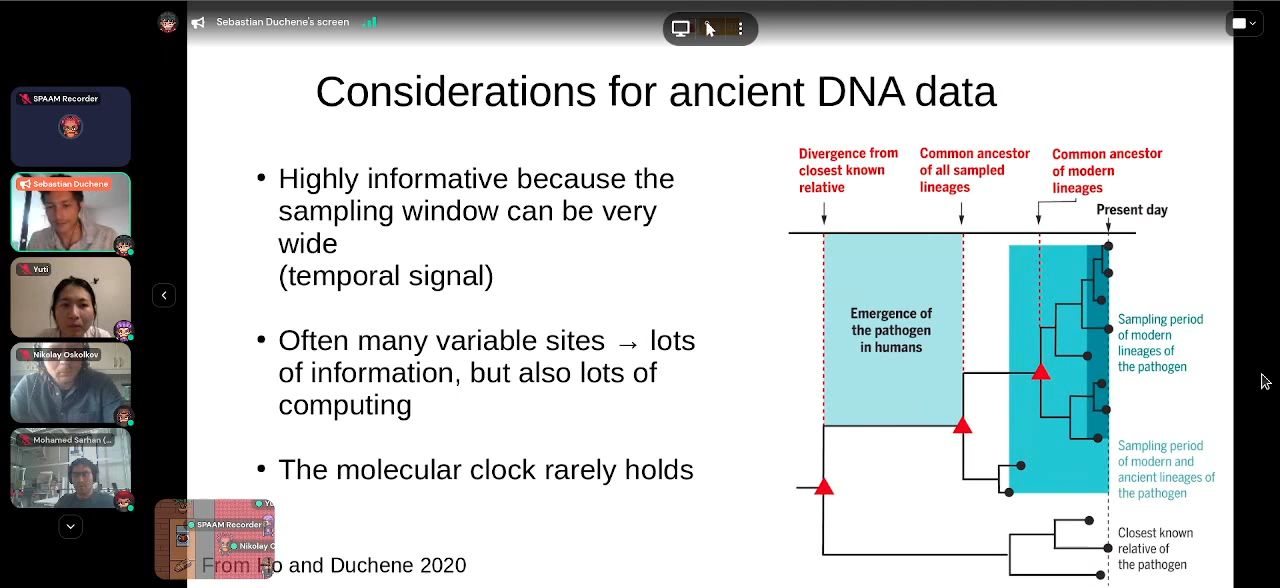 Sebastian Duchene's screen
SPAAM Recorder
Sebastian Duchene
Yuti
Nikolay Oskolkov
Mohamed Sarhan (...
SPAAM Recorder
Nikolay O
Considerations for ancient DNA data
• Highly informative because the
sampling window can be very
wide
(temporal signal)
• Often many variable sites → lots
of information, but also lots of
computing
• The molecular clock rarely holds
From Ho and Duchene 2020
Divergence from
closest known
relative
Common ancestor
of all sampled
lineages
Common ancestor
of modern
lineages
Present day
Emergence of
the pathogen
in humans
Sampling period
of modern
lineages of
the pathogen
Sampling period
of modern and
ancient lineages of
the pathogen
Closest known
relative of
the pathogen